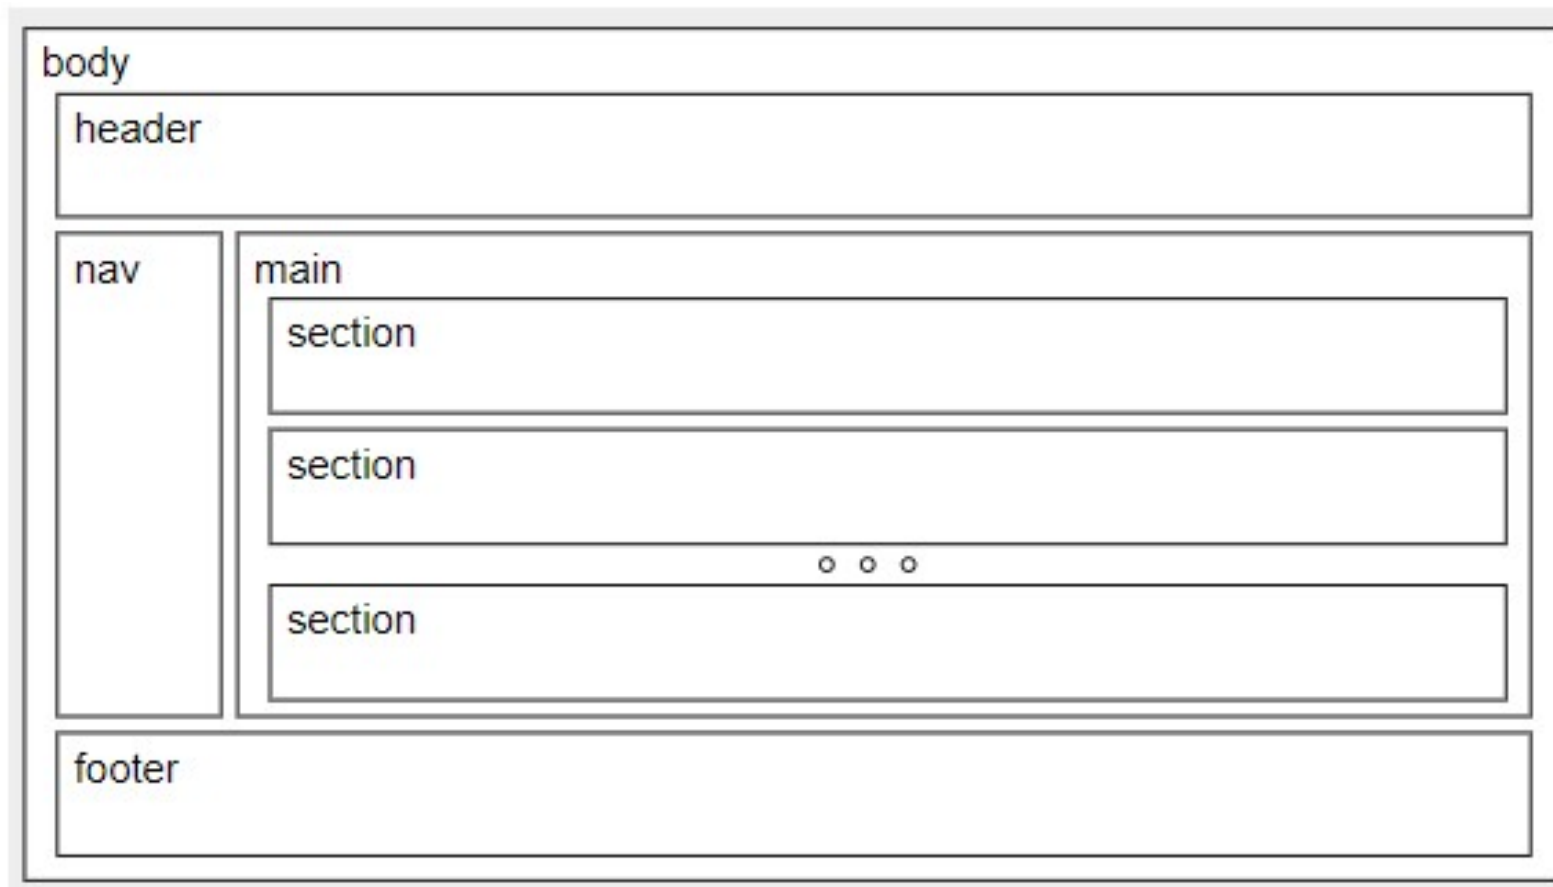 body
header
nav
main
section
section
section
footer